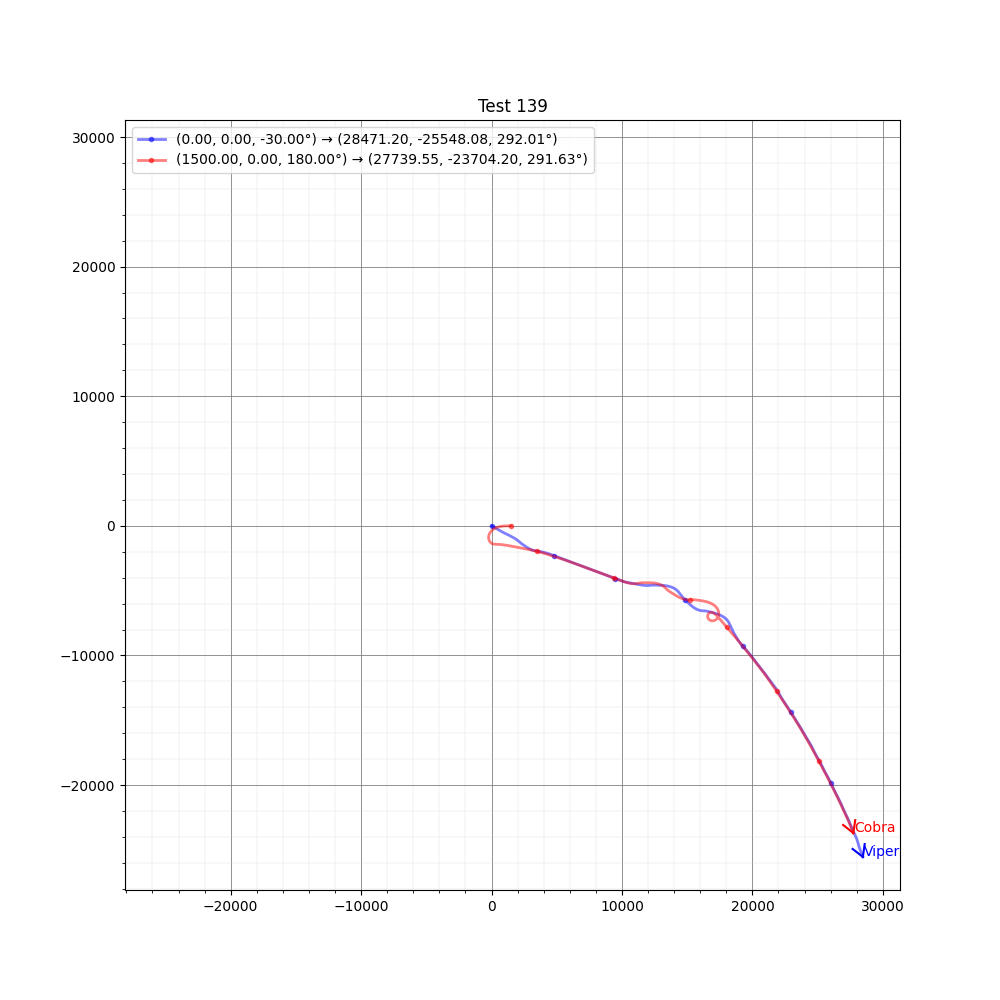 Test 139
(0.00, 0.00, -30.00°) → (28471.20, -25548.08, 292.01°)
(1500.00, 0.00, 180.00°) → (27739.55, -23704.20, 291.63°)
30000
20000
10000
0
−10000
−20000
Cobra
Viper
−20000 −10000 0 10000 20000 30000